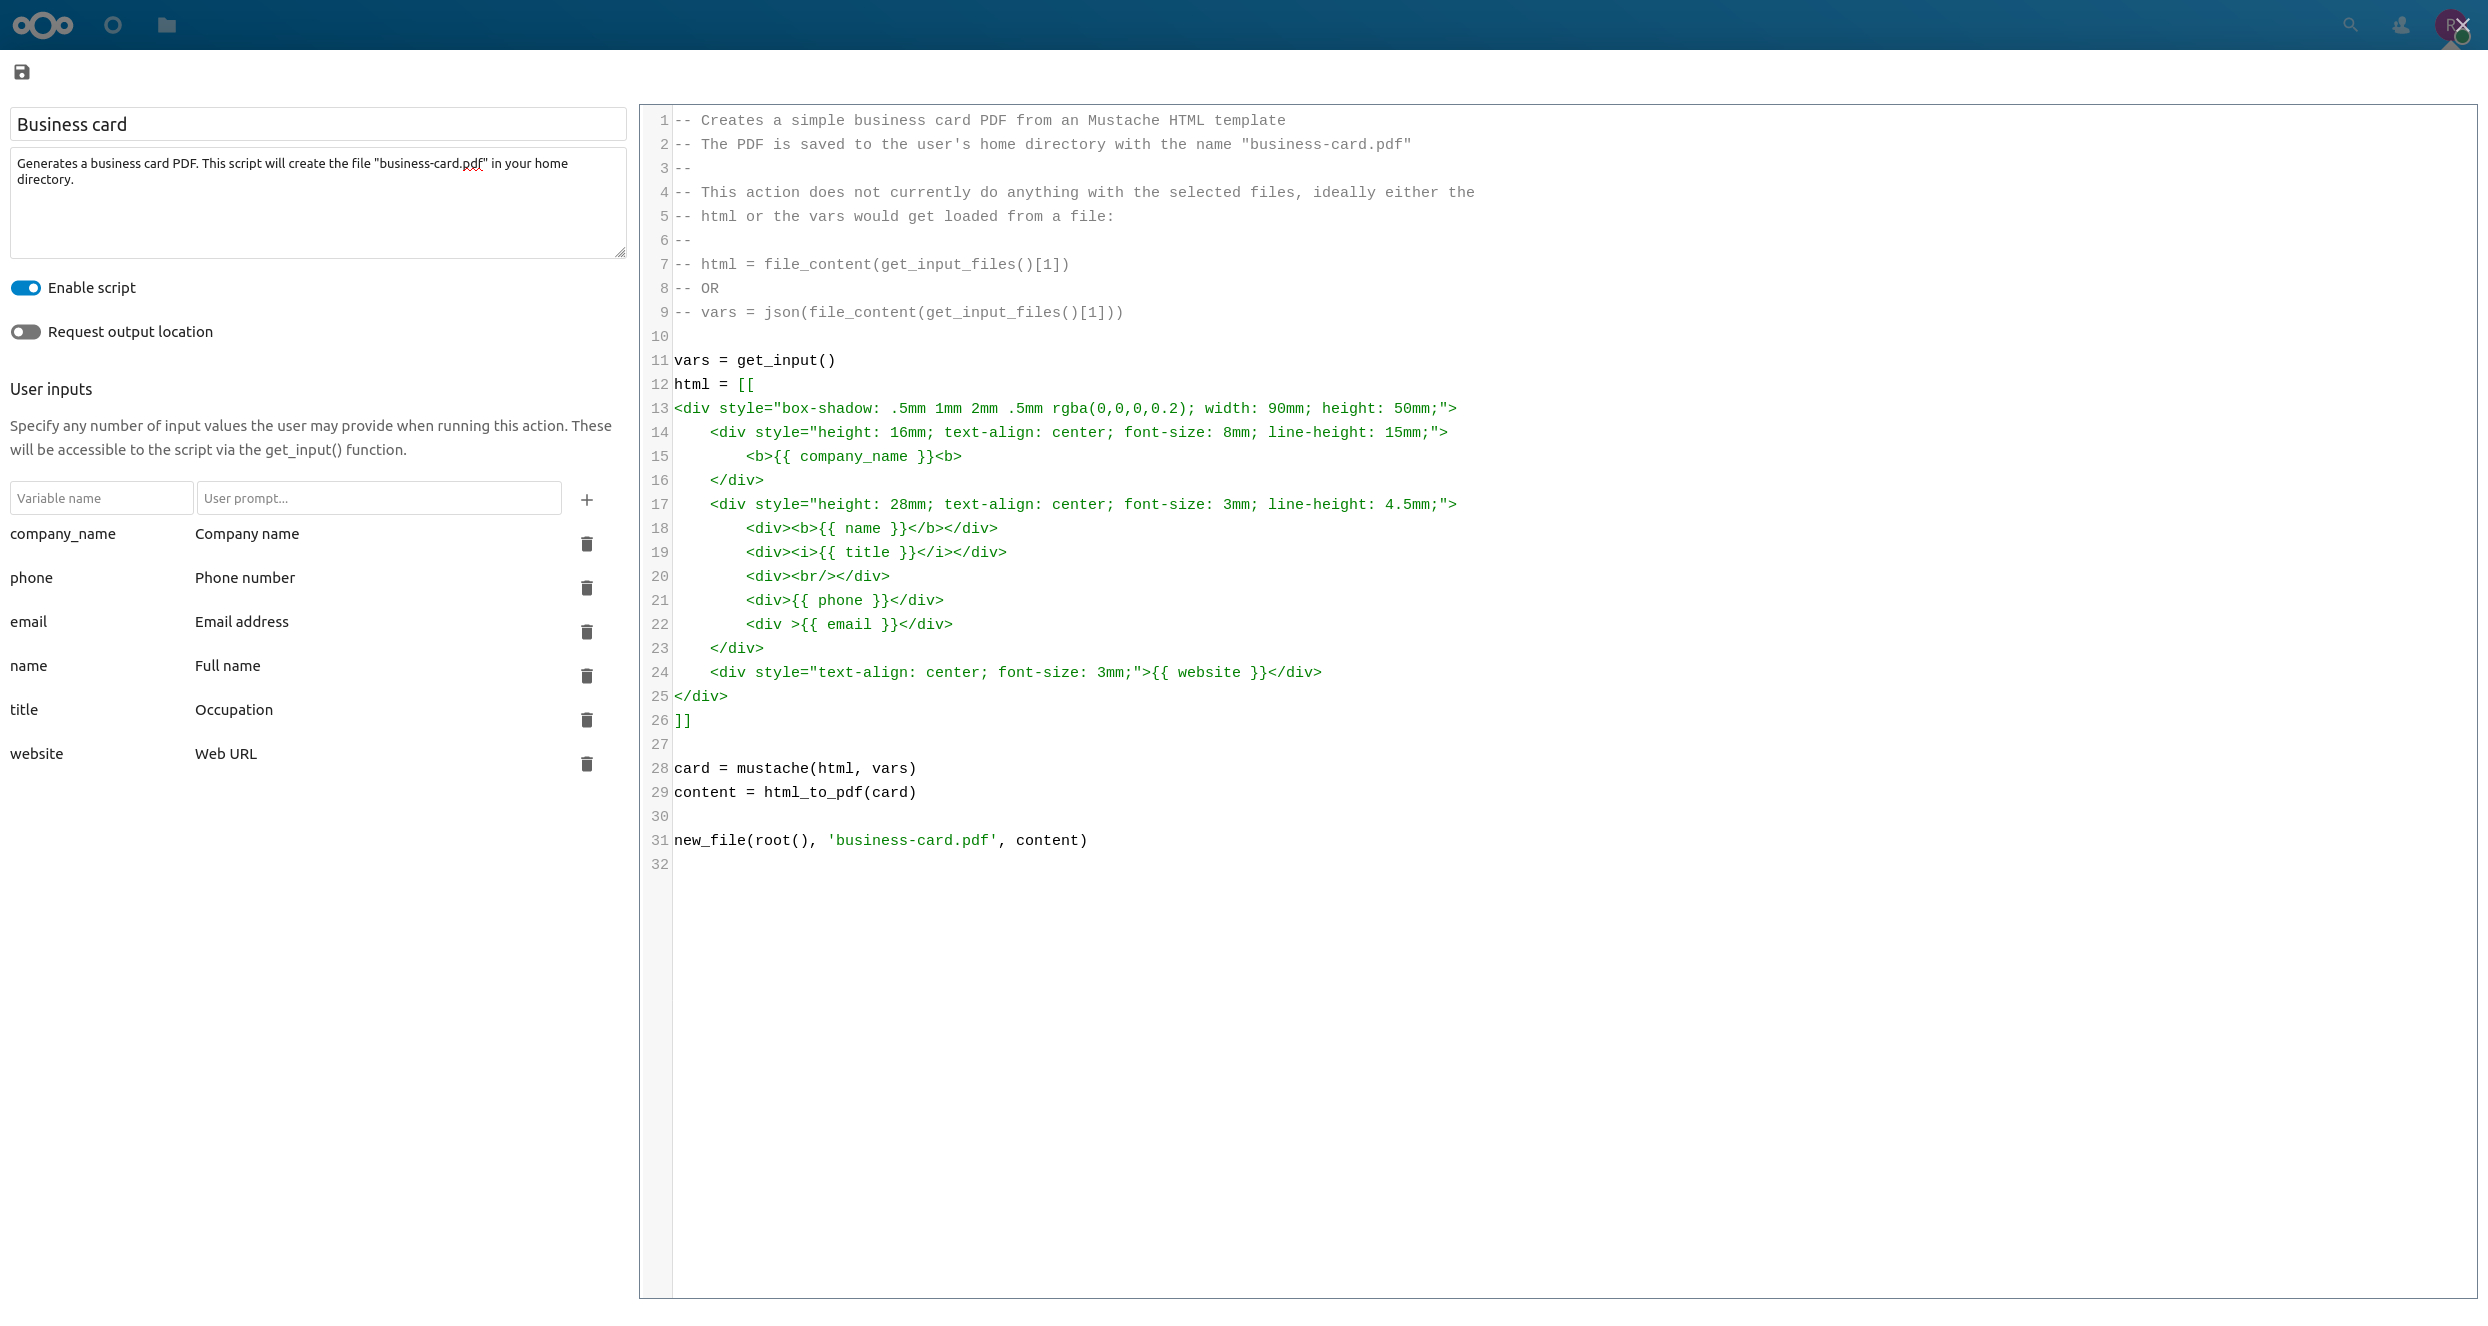 R
Business card
Generates a business card PDF. This script will create the file "business-card.pdf" in your home
directory.
Enable script
Request output location
User inputs
Specify any number of input values the user may provide when running this action. These
will be accessible to the script via the get_input() function.
Variable name User prompt...
company_name Company name
phone Phone number
email Email address
name Full name
title Occupation
website Web URL
1 -- Creates a simple business card PDF from an Mustache HTML template
2 -- The PDF is saved to the user's home directory with the name "business-card.pdf"
3 --
4 -- This action does not currently do anything with the selected files, ideally either the
5 -- html or the vars would get loaded from a file:
6 --
7 -- html = file_content(get_input_files()[1])
8 -- OR
9 -- vars = json(file_content(get_input_files()[1]))
10
11 vars = get_input()
12 html = [[
13 <div style="box-shadow: .5mm 1mm 2mm .5mm rgba(0,0,0,0.2); width: 90mm; height: 50mm;">
14     <div style="height: 16mm; text-align: center; font-size: 8mm; line-height: 15mm;">
15         <b>{{ company_name }}<b>
16     </div>
17     <div style="height: 28mm; text-align: center; font-size: 3mm; line-height: 4.5mm;">
18         <div><b>{{ name }}</b></div>
19         <div><i>{{ title }}</i></div>
20         <div><br/></div>
21         <div>{{ phone }}</div>
22         <div >{{ email }}</div>
23     </div>
24     <div style="text-align: center; font-size: 3mm;">{{ website }}</div>
25 </div>
26 ]]
27
28 card = mustache(html, vars)
29 content = html_to_pdf(card)
30
31 new_file(root(), 'business-card.pdf', content)
32